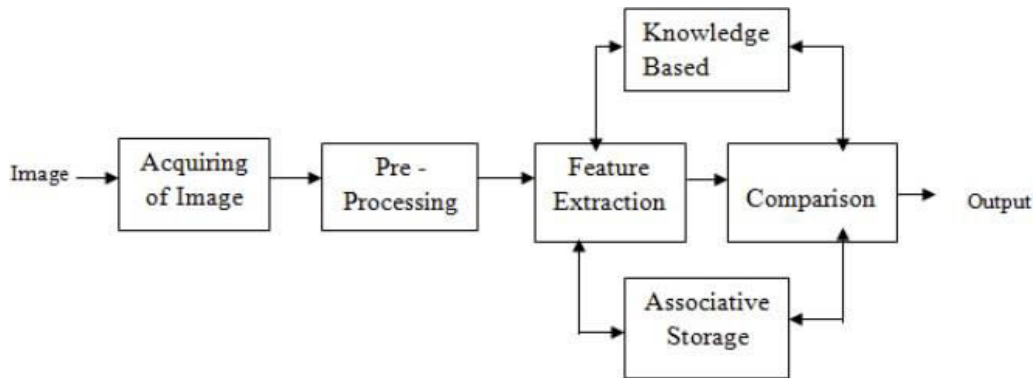 Knowledge
Based
Image
Acquiring
of Image
Pre -
Processing
Feature
Extraction
Comparison
Output
Associative
Storage